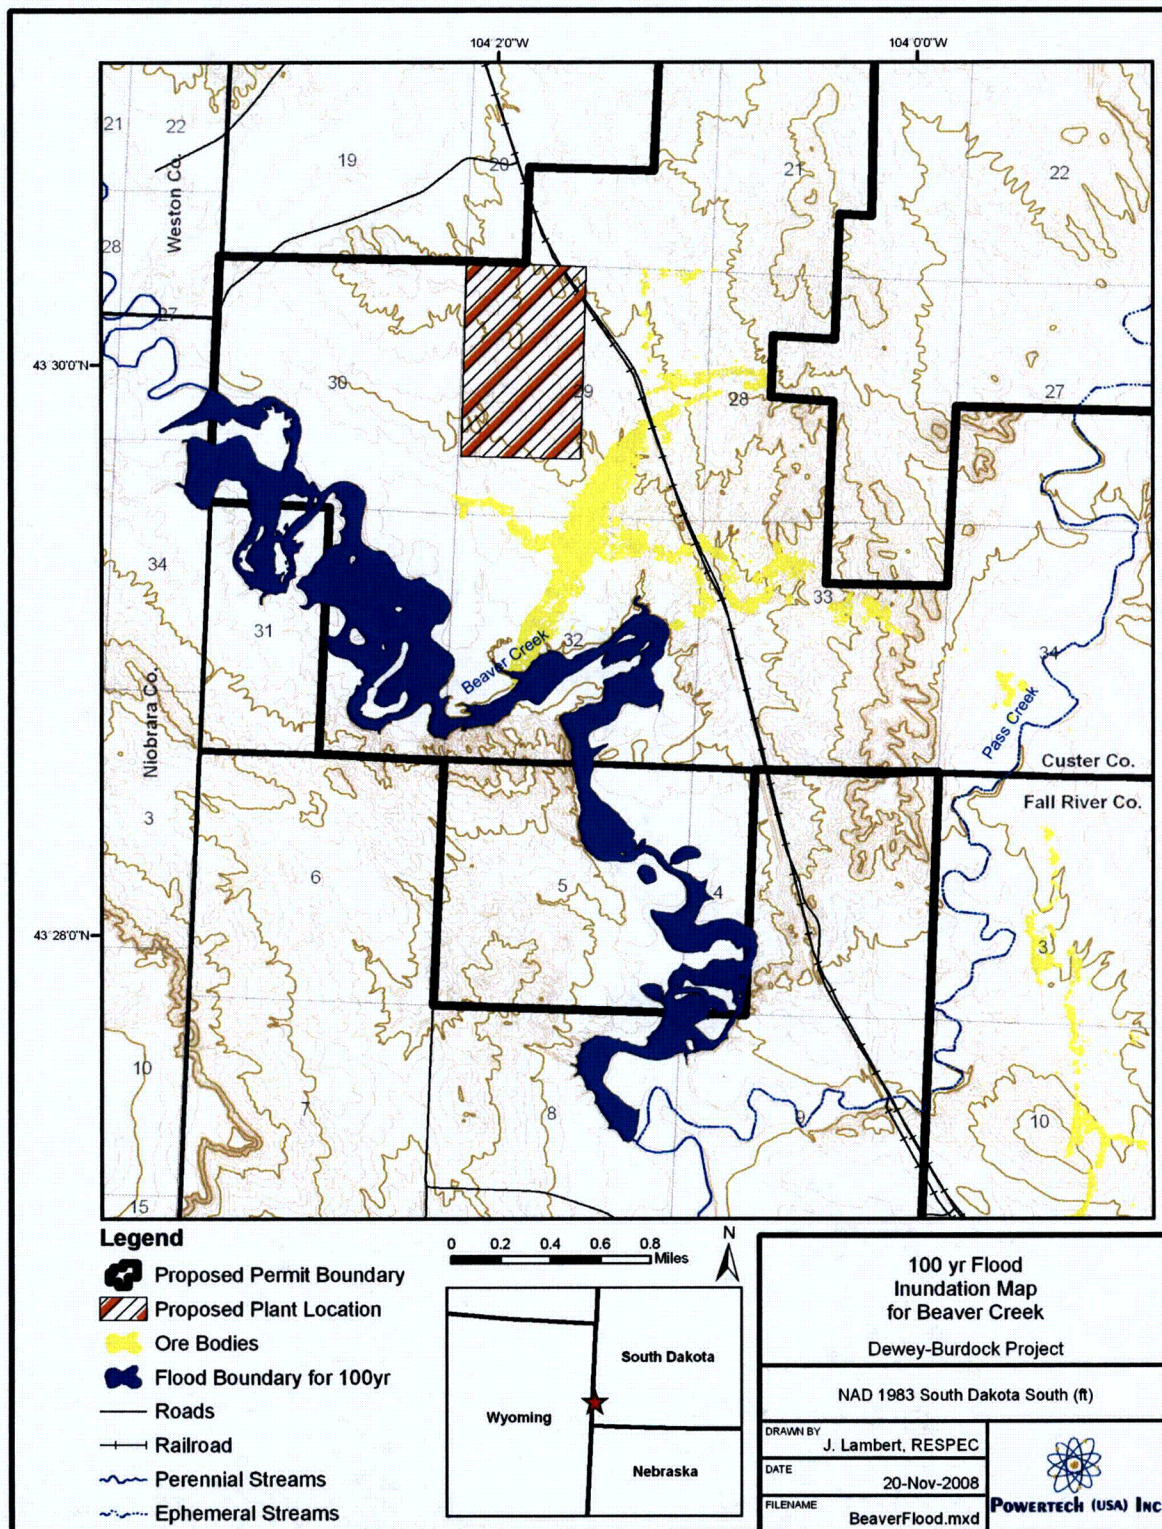 104°2'0"W
104°0'0"W
21
22
Weston Co.
19
20
21
22
28
27
43°30'0"N
30
29
28
27
34
31
32
33
34
Beaver Creek
Pass Creek
Niobrara Co.
Custer Co.
Fall River Co.
3
6
5
4
3
43°28'0"N
10
7
8
9
10
15
Legend
Proposed Permit Boundary
Proposed Plant Location
Ore Bodies
Flood Boundary for 100yr
Roads
Railroad
Perennial Streams
Ephemeral Streams
0 0.2 0.4 0.6 0.8
Miles
N
South Dakota
Wyoming
Nebraska
100 yr Flood
Inundation Map
for Beaver Creek
Dewey-Burdock Project
NAD 1983 South Dakota South (ft)
DRAWN BY
J. Lambert, RESPEC
DATE
20-Nov-2008
FILENAME
BeaverFlood.mxd
POWERTECH (USA) INC